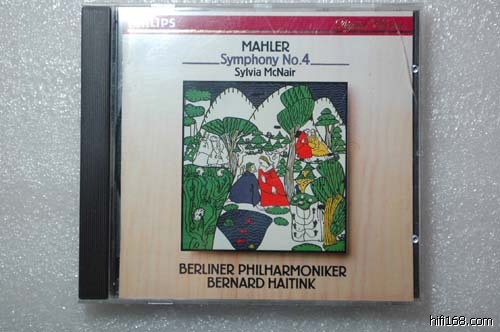 PHILIPS
MAHLER
Symphony No.4
Sylvia McNair
BERLINER PHILHARMONIKER
BERNARD HAITINK
hifi168.com